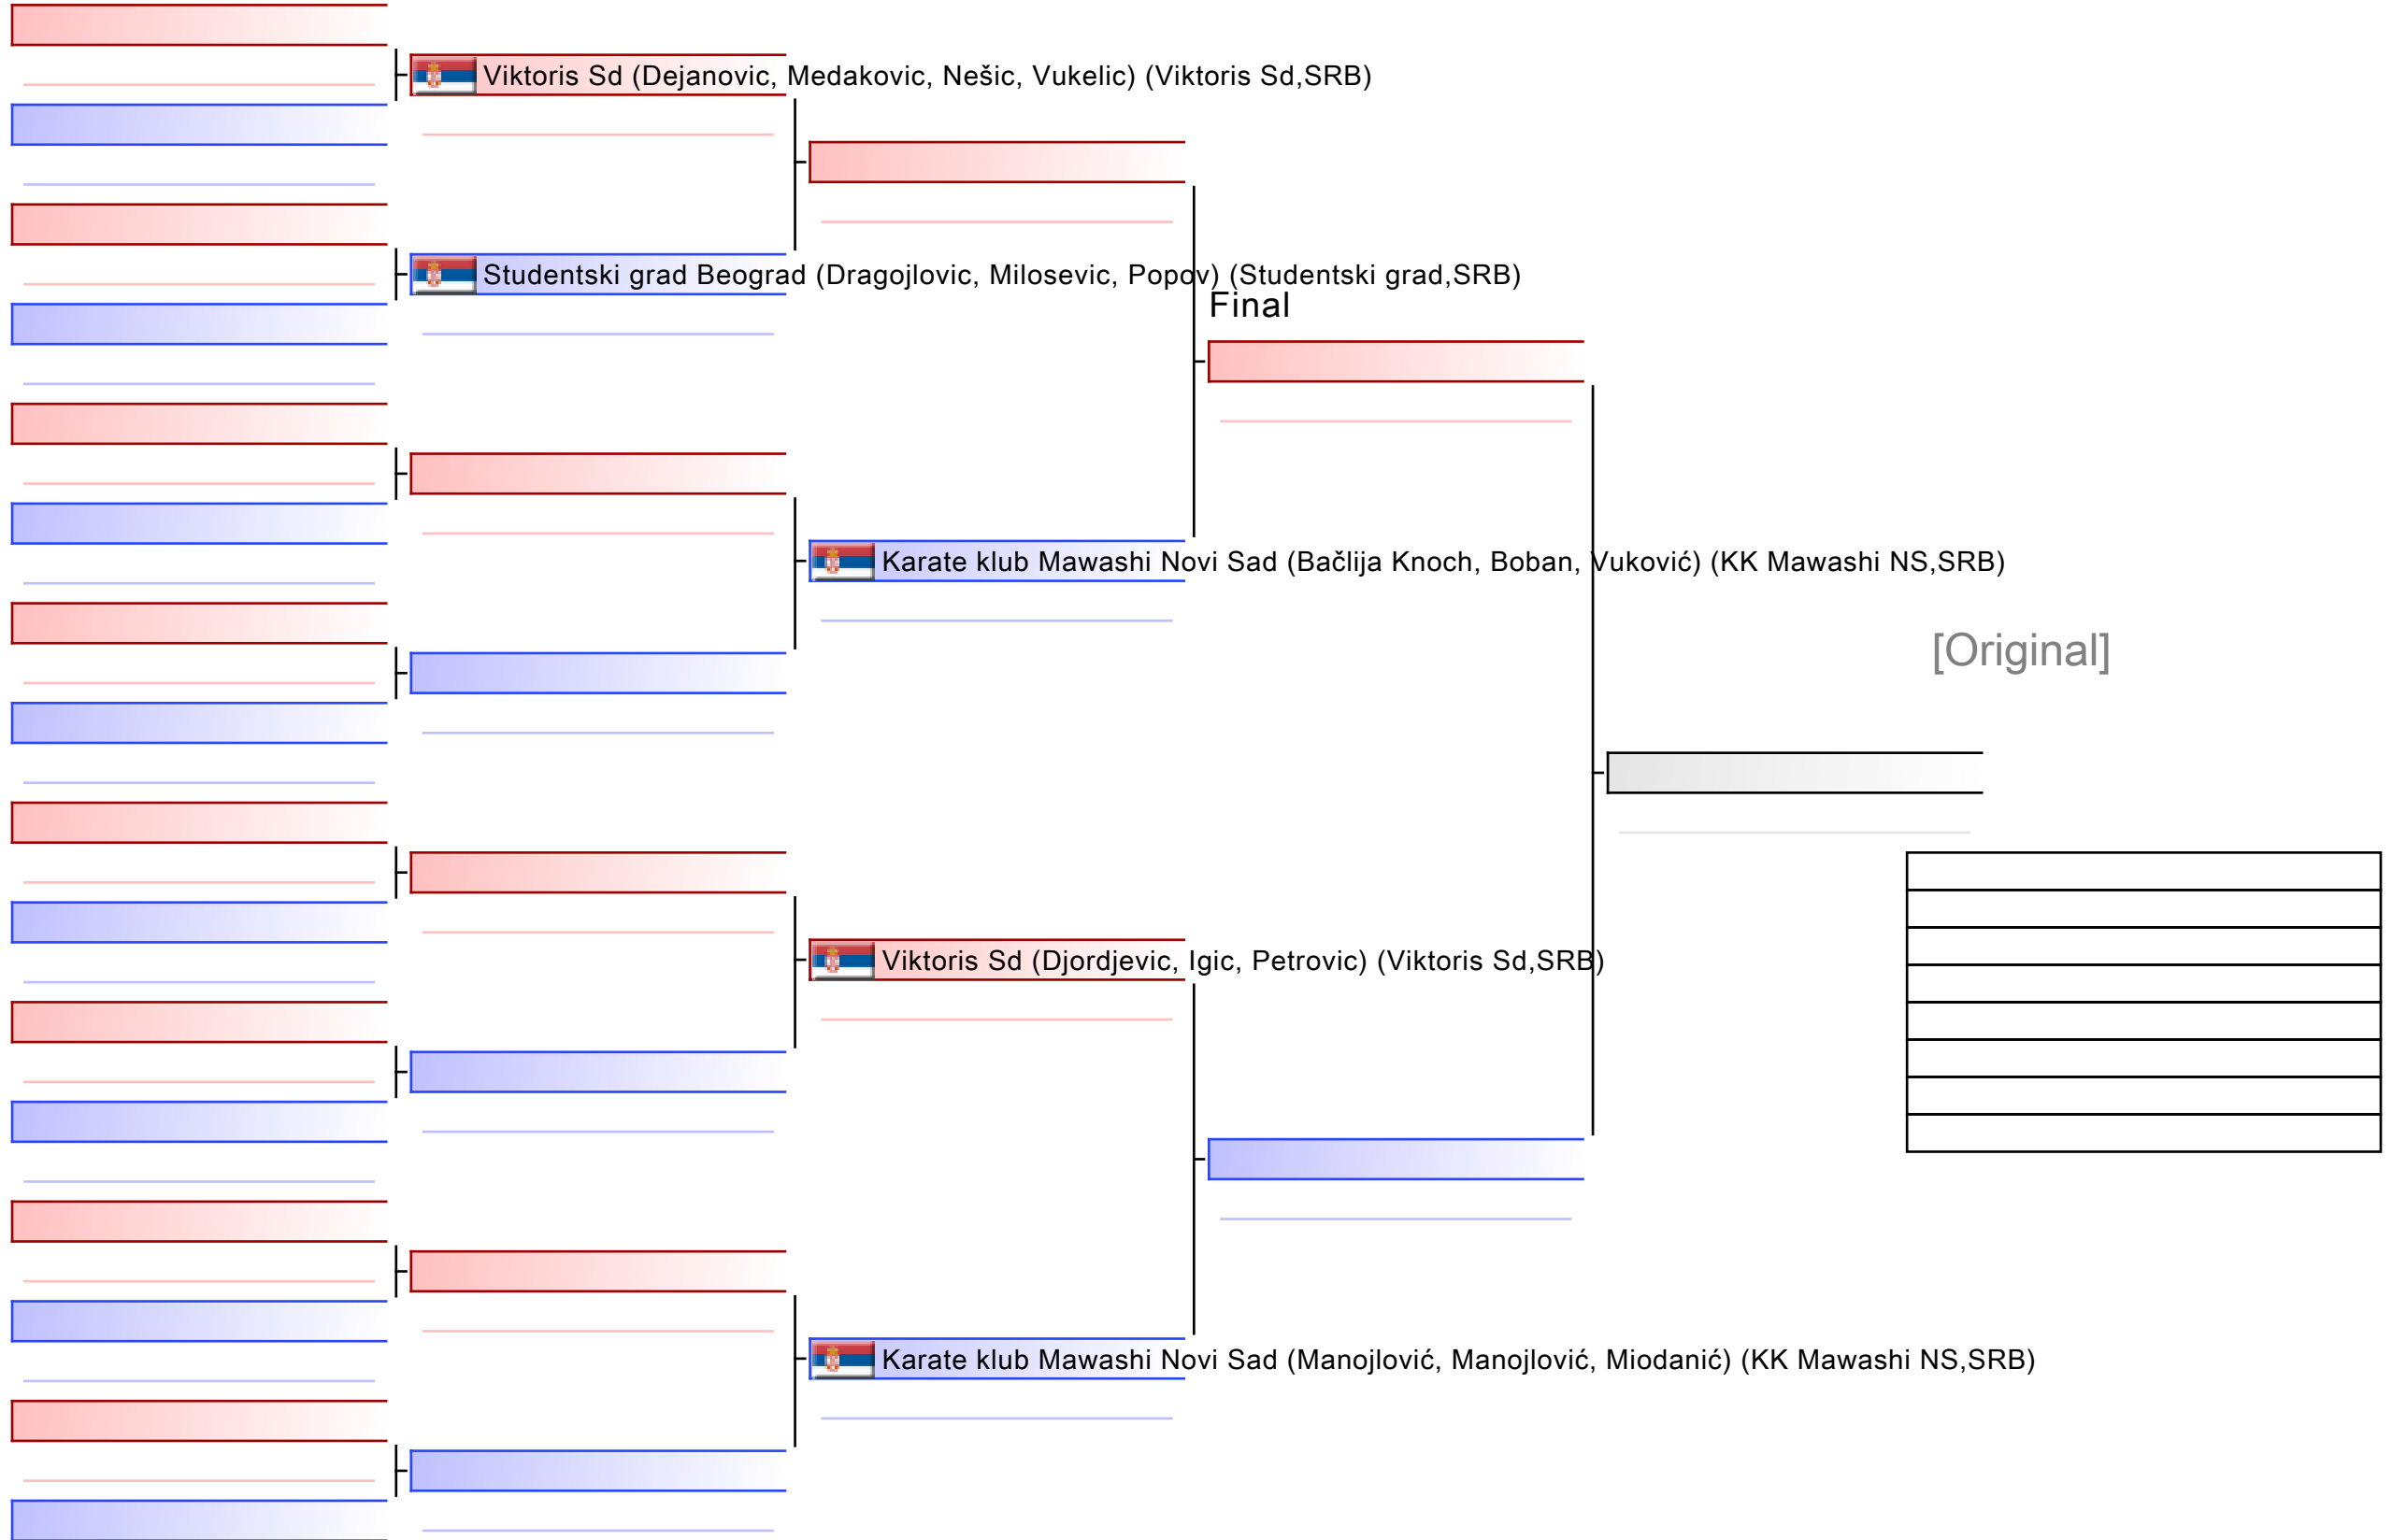 Viktoris Sd (Dejanovic, Medakovic, Nešic, Vukelic) (Viktoris Sd,SRB)
Studentski grad Beograd (Dragojlovic, Milosevic, Popov) (Studentski grad,SRB)
Final
Karate klub Mawashi Novi Sad (Bačlija Knoch, Boban, Vuković) (KK Mawashi NS,SRB)
[Original]
Viktoris Sd (Djordjevic, Igic, Petrovic) (Viktoris Sd,SRB)
Karate klub Mawashi Novi Sad (Manojlović, Manojlović, Miodanić) (KK Mawashi NS,SRB)